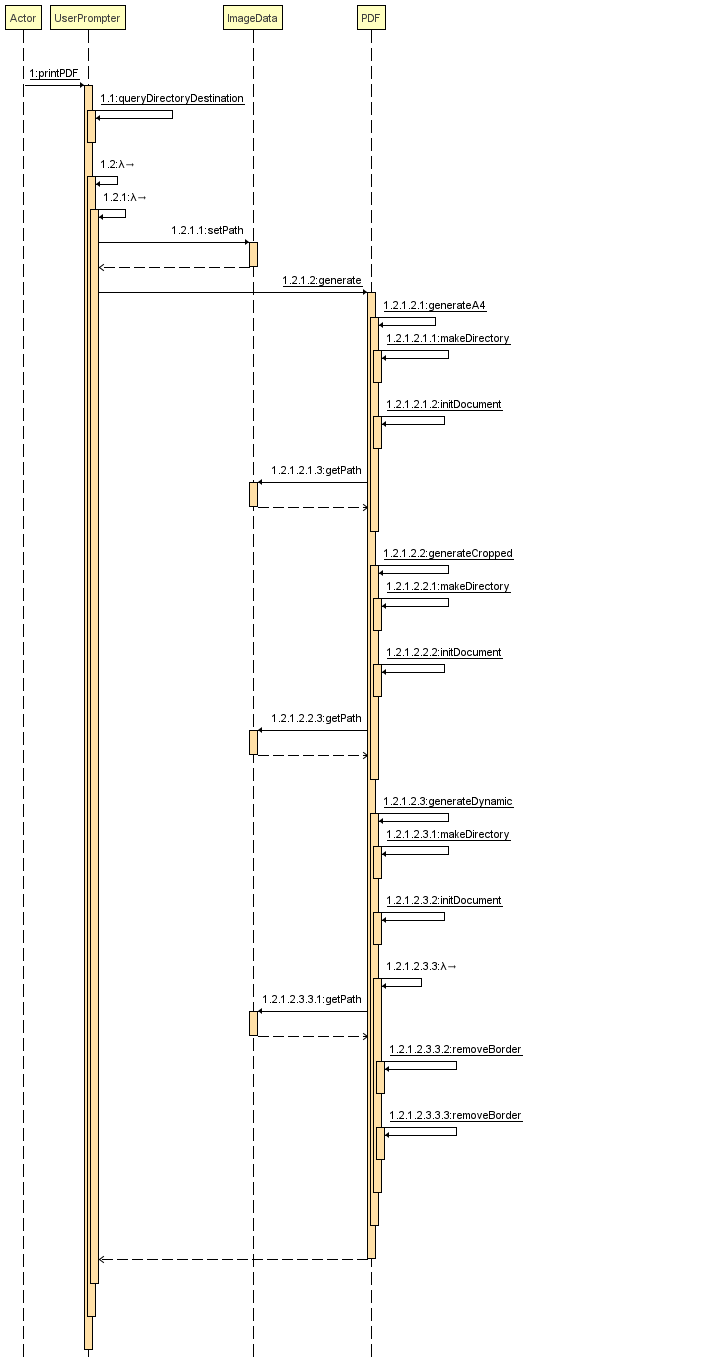 Actor UserPrompter ImageData PDF
1:printPDF
1.1:queryDirectoryDestination
1.2:λ→
1.2.1:λ→
1.2.1.1:setPath
1.2.1.2:generate
1.2.1.2.1:generateA4
1.2.1.2.1.1:makeDirectory
1.2.1.2.1.2:initDocument
1.2.1.2.1.3:getPath
1.2.1.2.2:generateCropped
1.2.1.2.2.1:makeDirectory
1.2.1.2.2.2:initDocument
1.2.1.2.2.3:getPath
1.2.1.2.3:generateDynamic
1.2.1.2.3.1:makeDirectory
1.2.1.2.3.2:initDocument
1.2.1.2.3.3:λ→
1.2.1.2.3.3.1:getPath
1.2.1.2.3.3.2:removeBorder
1.2.1.2.3.3.3:removeBorder